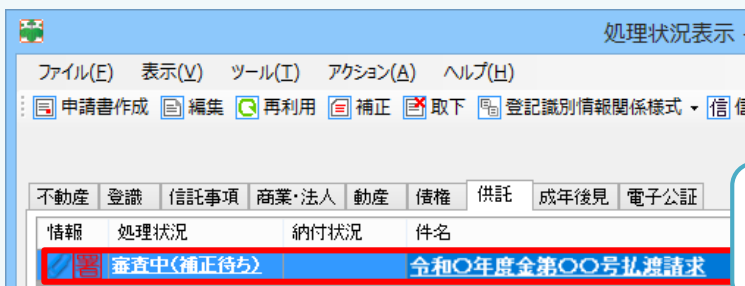 処理状況表示 -
ファイル(F) 表示(V) ツール(T) アクション(A) ヘルプ(H)
申請書作成 編集 再利用 補正 取下 登記識別情報関係様式 信
不動産 登識 信託事項 商業・法人 動産 債権 供託 成年後見 電子公証
情報 処理状況 納付状況 件名
署 審査中(補正待ち) 令和〇年度金第〇〇号払渡請求